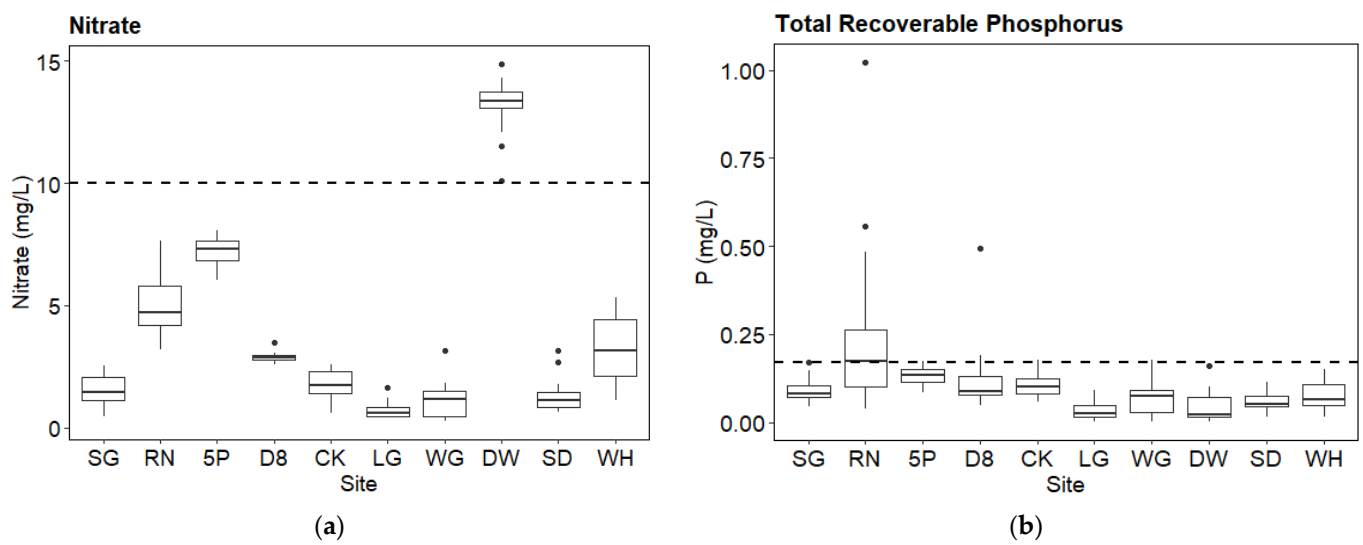 Nitrate
15
10
5
0
Nitrate (mg/L)
SG RN 5P D8 CK LG WG DW SD WH
Site
(a)
Total Recoverable Phosphorus
1.00
0.75
0.50
0.25
0.00
P (mg/L)
SG RN 5P D8 CK LG WG DW SD WH
Site
(b)